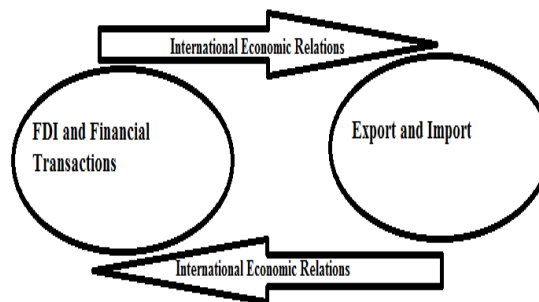 International Economic Relations
FDI and Financial
Transactions
Export and Import
International Economic Relations